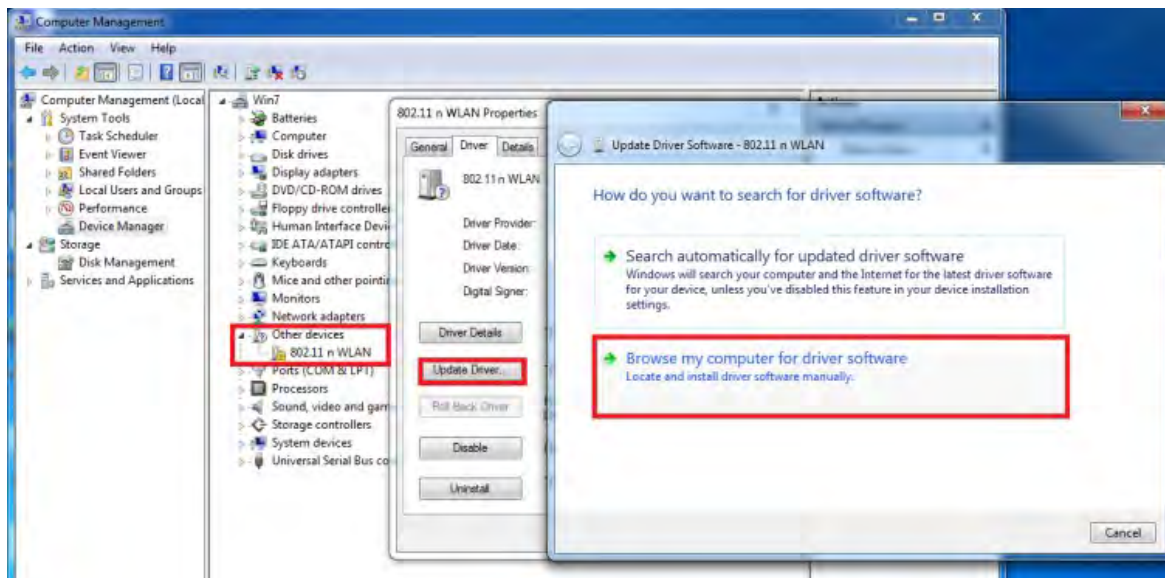 Computer Management
File Action View Help
Computer Management (Local
System Tools
Task Scheduler
Event Viewer
Shared Folders
Local Users and Groups
Performance
Device Manager
Storage
Disk Management
Services and Applications
Win7
Batteries
Computer
Disk drives
Display adapters
DVD/CD-ROM drives
Floppy drive controller
Human Interface Devi
IDE ATA/ATAPI contro
Keyboards
Mice and other pointin
Monitors
Network adapters
Other devices
802.11 n WLAN
Ports (COM & LPT)
Processors
Sound, video and gam
Storage controllers
System devices
Universal Serial Bus co
802.11 n WLAN Properties
General Driver Details
802.11 n WLAN
Driver Provider:
Driver Date:
Driver Version:
Digital Signer:
Driver Details
Update Driver...
Roll Back Driver
Disable
Uninstall
Update Driver Software - 802.11 n WLAN
How do you want to search for driver software?
Search automatically for updated driver software
Windows will search your computer and the Internet for the latest driver software
for your device, unless you've disabled this feature in your device installation
settings.
Browse my computer for driver software
Locate and install driver software manually.
Cancel